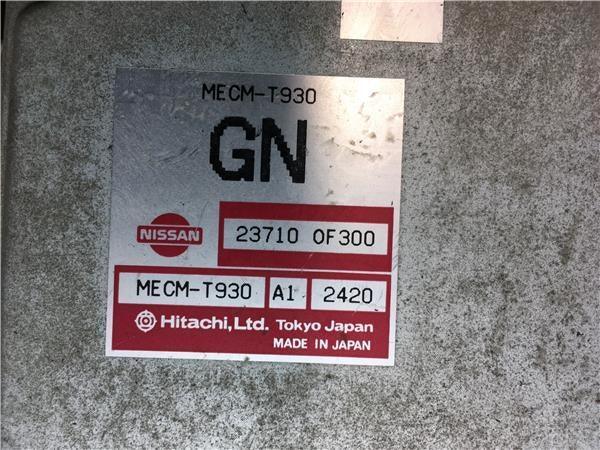 MECM-T930
GN
NISSAN 23710 0F300
MECM-T930 A1 2420
Hitachi, Ltd. Tokyo Japan
MADE IN JAPAN